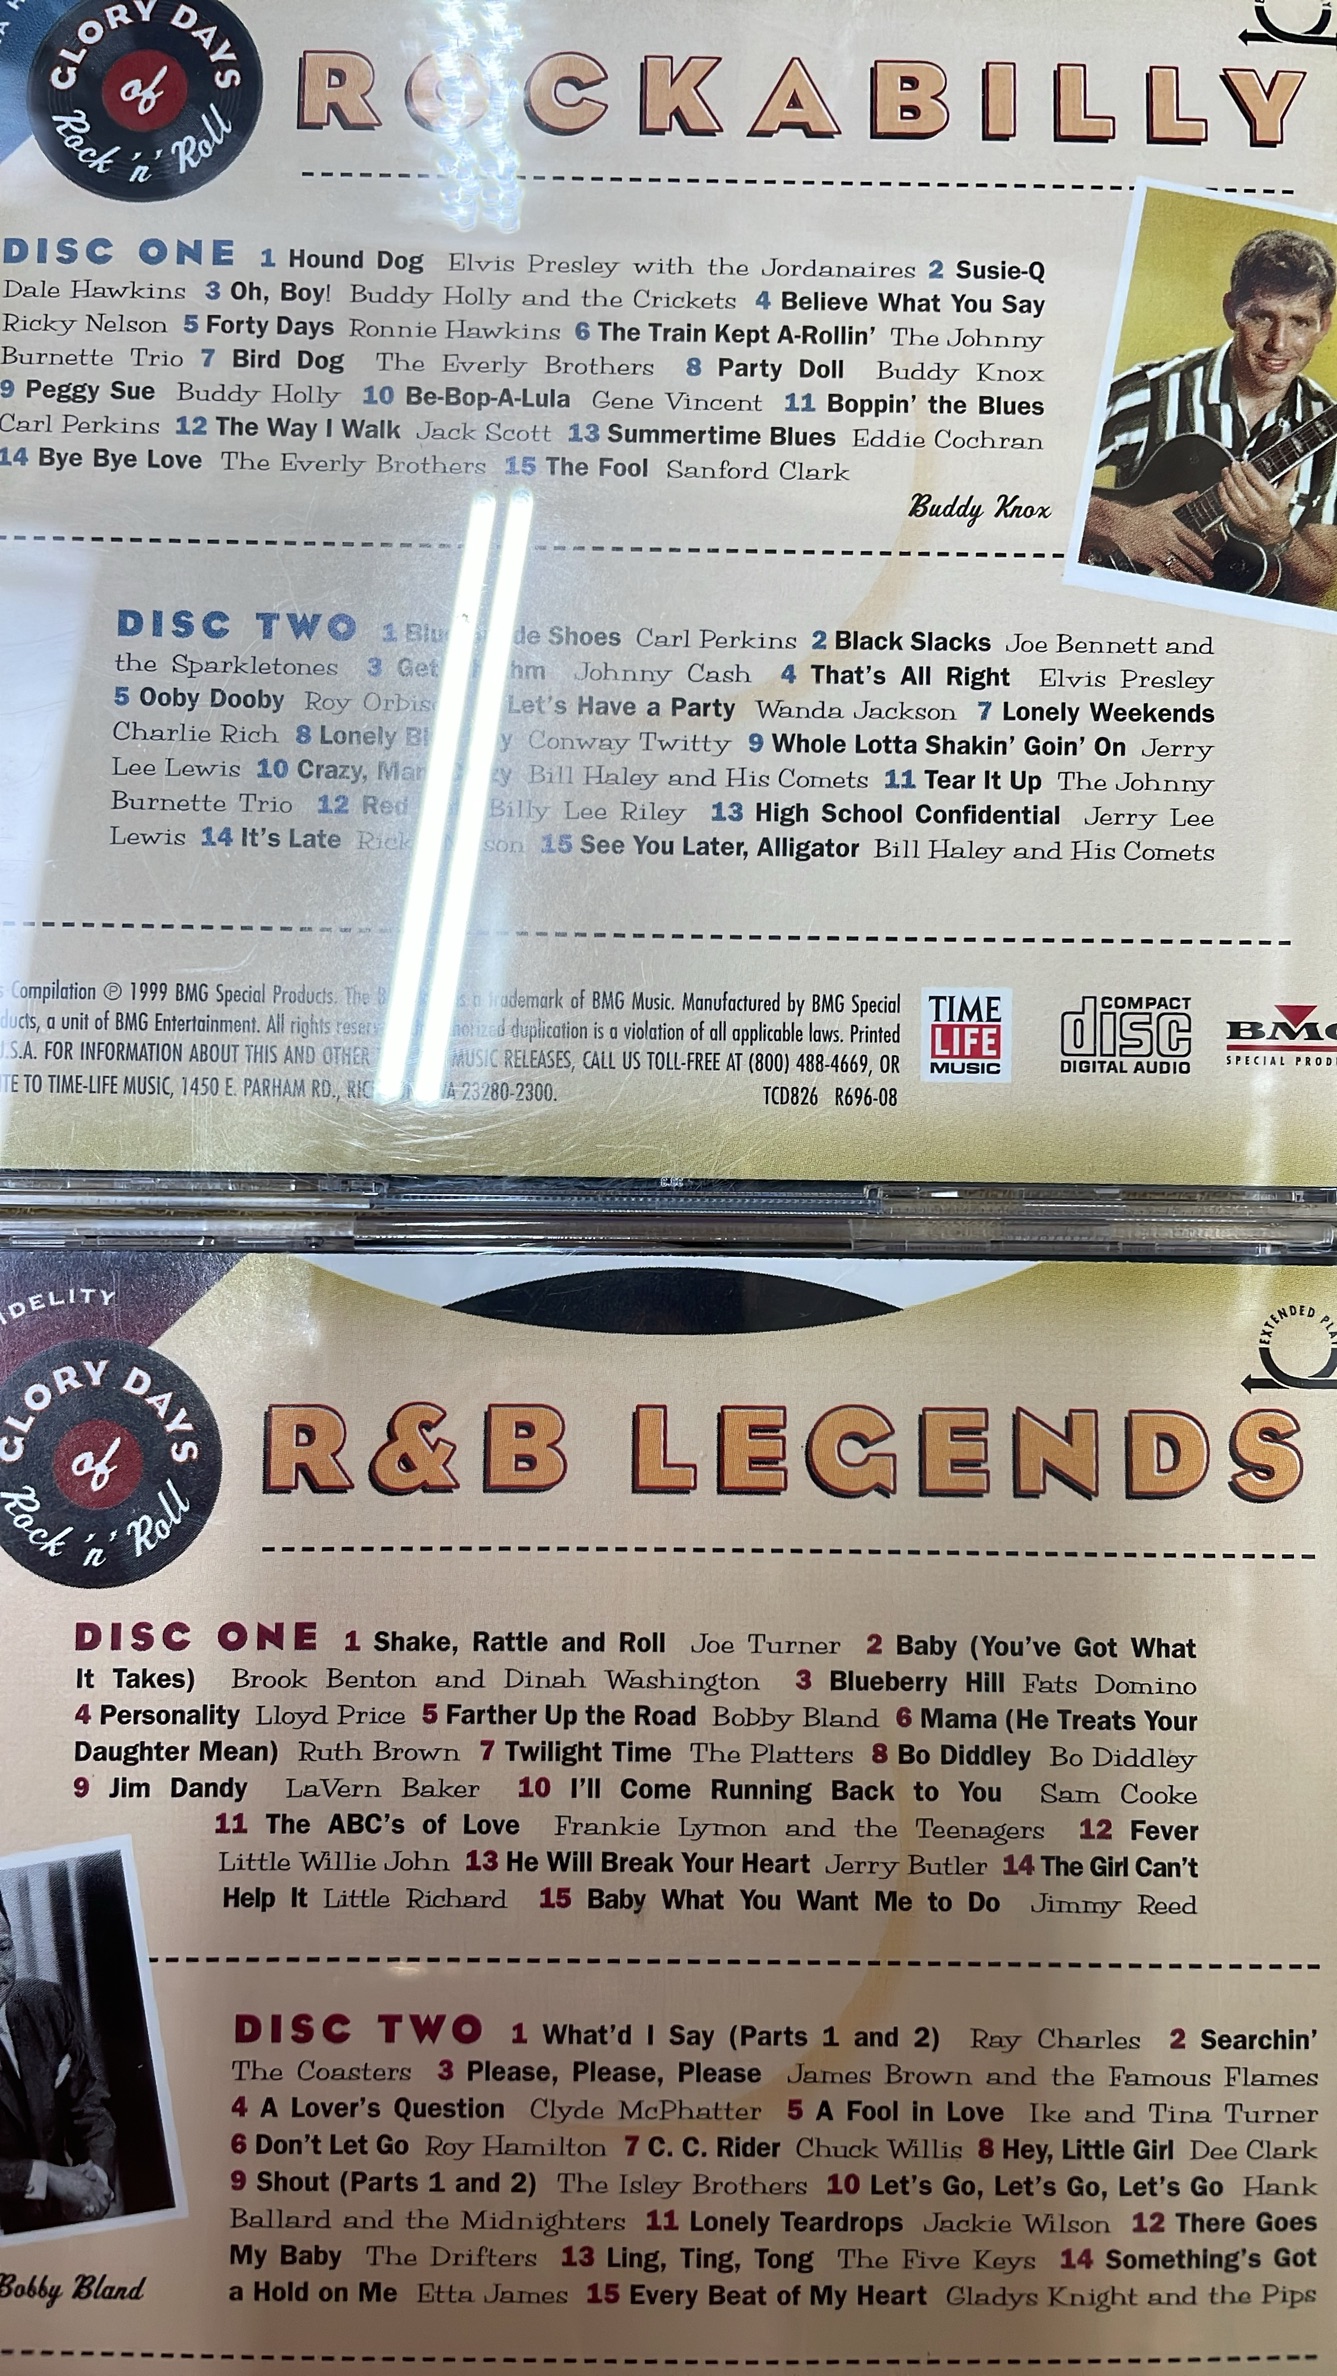 GLORY DAYS
of
Rock 'n' Roll
ROCKABILLY
DISC ONE 1 Hound Dog Elvis Presley with the Jordanaires 2 Susie-Q
Dale Hawkins 3 Oh, Boy! Buddy Holly and the Crickets 4 Believe What You Say
Ricky Nelson 5 Forty Days Ronnie Hawkins 6 The Train Kept A-Rollin' The Johnny
Burnette Trio 7 Bird Dog The Everly Brothers 8 Party Doll Buddy Knox
9 Peggy Sue Buddy Holly 10 Be-Bop-A-Lula Gene Vincent 11 Boppin' the Blues
Carl Perkins 12 The Way I Walk Jack Scott 13 Summertime Blues Eddie Cochran
14 Bye Bye Love The Everly Brothers 15 The Fool Sanford Clark
Buddy Knox
DISC TWO 1 Shoes Carl Perkins 2 Black Slacks Joe Bennett and
the Sparkletones 3 Get Johnny Cash 4 That's All Right Elvis Presley
5 Ooby Dooby Roy Let's Have a Party Wanda Jackson 7 Lonely Weekends
Charlie Rich 8 Lonely Conway Twitty 9 Whole Lotta Shakin' Goin' On Jerry
Lee Lewis 10 Crazy, Bill Haley and His Comets 11 Tear It Up The Johnny
Burnette Trio 12 Red Billy Lee Riley 13 High School Confidential Jerry Lee
Lewis 14 It's Late 15 See You Later, Alligator Bill Haley and His Comets
Compilation ℗ 1999 BMG Special Products. The is a trademark of BMG Music. Manufactured by BMG Special
a unit of BMG Entertainment. All rights duplication is a violation of all applicable laws. Printed
U.S.A. FOR INFORMATION ABOUT THIS AND OTHER MUSIC RELEASES, CALL US TOLL-FREE AT (800) 488-4669, OR
TO TIME-LIFE MUSIC, 1450 E. PARHAM RD., 23280-2300.
TCD826 R696-08
TIME
LIFE
MUSIC
COMPACT
disc
DIGITAL AUDIO
BMG
SPECIAL
GLORY DAYS
of
Rock 'n' Roll
EXTENDED
R&B LEGENDS
DISC ONE 1 Shake, Rattle and Roll Joe Turner 2 Baby (You've Got What
It Takes) Brook Benton and Dinah Washington 3 Blueberry Hill Fats Domino
4 Personality Lloyd Price 5 Farther Up the Road Bobby Bland 6 Mama (He Treats Your
Daughter Mean) Ruth Brown 7 Twilight Time The Platters 8 Bo Diddley Bo Diddley
9 Jim Dandy LaVern Baker 10 I'll Come Running Back to You Sam Cooke
11 The ABC's of Love Frankie Lymon and the Teenagers 12 Fever
Little Willie John 13 He Will Break Your Heart Jerry Butler 14 The Girl Can't
Help It Little Richard 15 Baby What You Want Me to Do Jimmy Reed
DISC TWO 1 What'd I Say (Parts 1 and 2) Ray Charles 2 Searchin'
The Coasters 3 Please, Please, Please James Brown and the Famous Flames
4 A Lover's Question Clyde McPhatter 5 A Fool in Love Ike and Tina Turner
6 Don't Let Go Roy Hamilton 7 C. C. Rider Chuck Willis 8 Hey, Little Girl Dee Clark
9 Shout (Parts 1 and 2) The Isley Brothers 10 Let's Go, Let's Go, Let's Go Hank
Ballard and the Midnighters 11 Lonely Teardrops Jackie Wilson 12 There Goes
My Baby The Drifters 13 Ling, Ting, Tong The Five Keys 14 Something's Got
a Hold on Me Etta James 15 Every Beat of My Heart Gladys Knight and the Pips
Bobby Bland